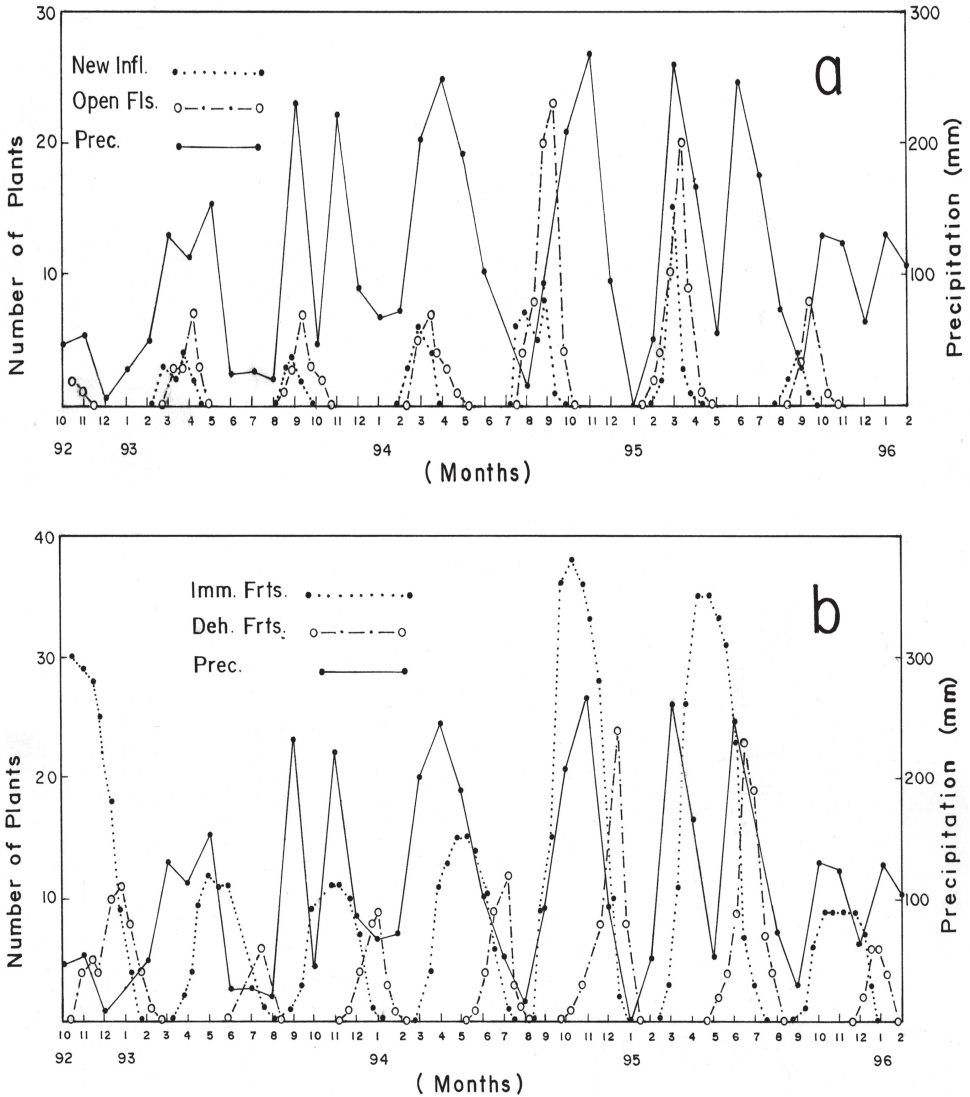 30 300
a
New Infl.
Open Fls.
Prec.
20 200
10 100
Number of Plants
Precipitation (mm)
10 11 12 1 2 3 4 5 6 7 8 9 10 11 12 1 2 3 4 5 6 7 8 9 10 11 12 1 2 3 4 5 6 7 8 9 10 11 12 1 2
92 93 94 95 96
(Months)
40
b
Imm. Frts.
Deh. Frts.
Prec.
30 300
20 200
10 100
Number of Plants
Precipitation (mm)
10 11 12 1 2 3 4 5 6 7 8 9 10 11 12 1 2 3 4 5 6 7 8 9 10 11 12 1 2 3 4 5 6 7 8 9 10 11 12 1 2
92 93 94 95 96
(Months)